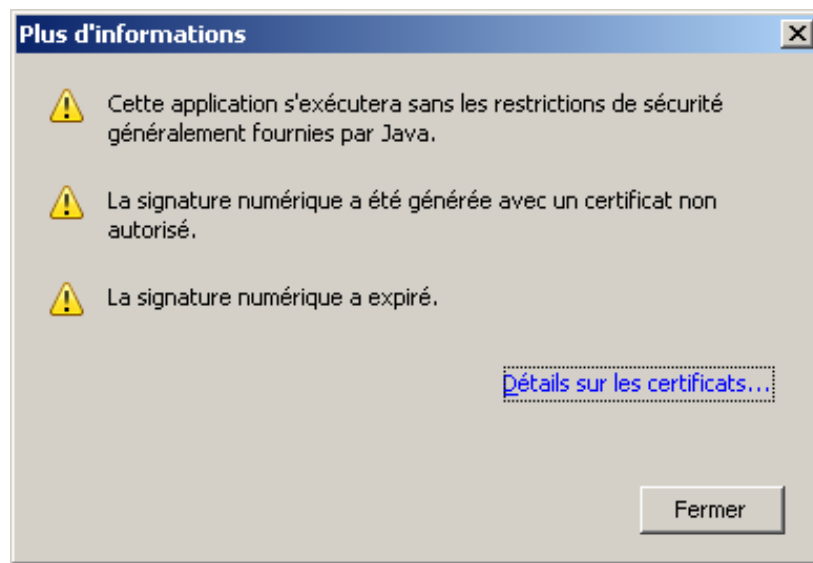 Plus d'informations
Cette application s'exécutera sans les restrictions de sécurité
généralement fournies par Java.
La signature numérique a été générée avec un certificat non
autorisé.
La signature numérique a expiré.
Détails sur les certificats...
Fermer